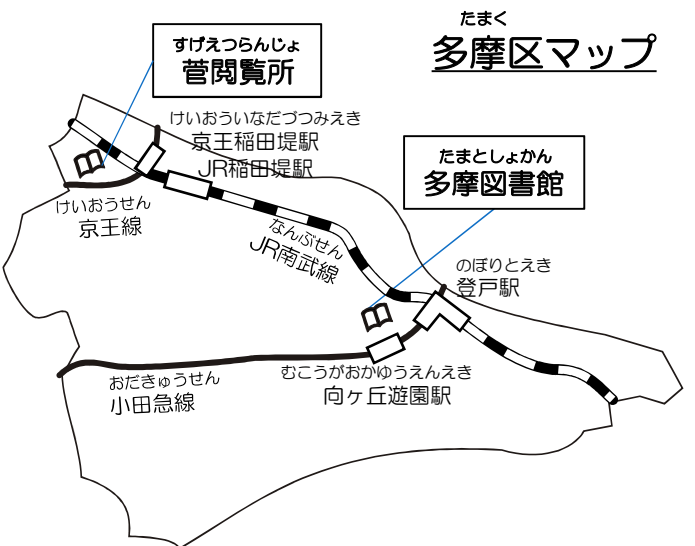 たまく
多摩区マップ
すげえつらんじょ
菅閲覧所
けいおういなだづつみえき
京王稲田堤駅
JR稲田堤駅
たまとしょかん
多摩図書館
けいおうせん
京王線
なんぶせん
JR南武線
のぼりとえき
登戸駅
むこうがおかゆうえんえき
向ヶ丘遊園駅
おだきゅうせん
小田急線